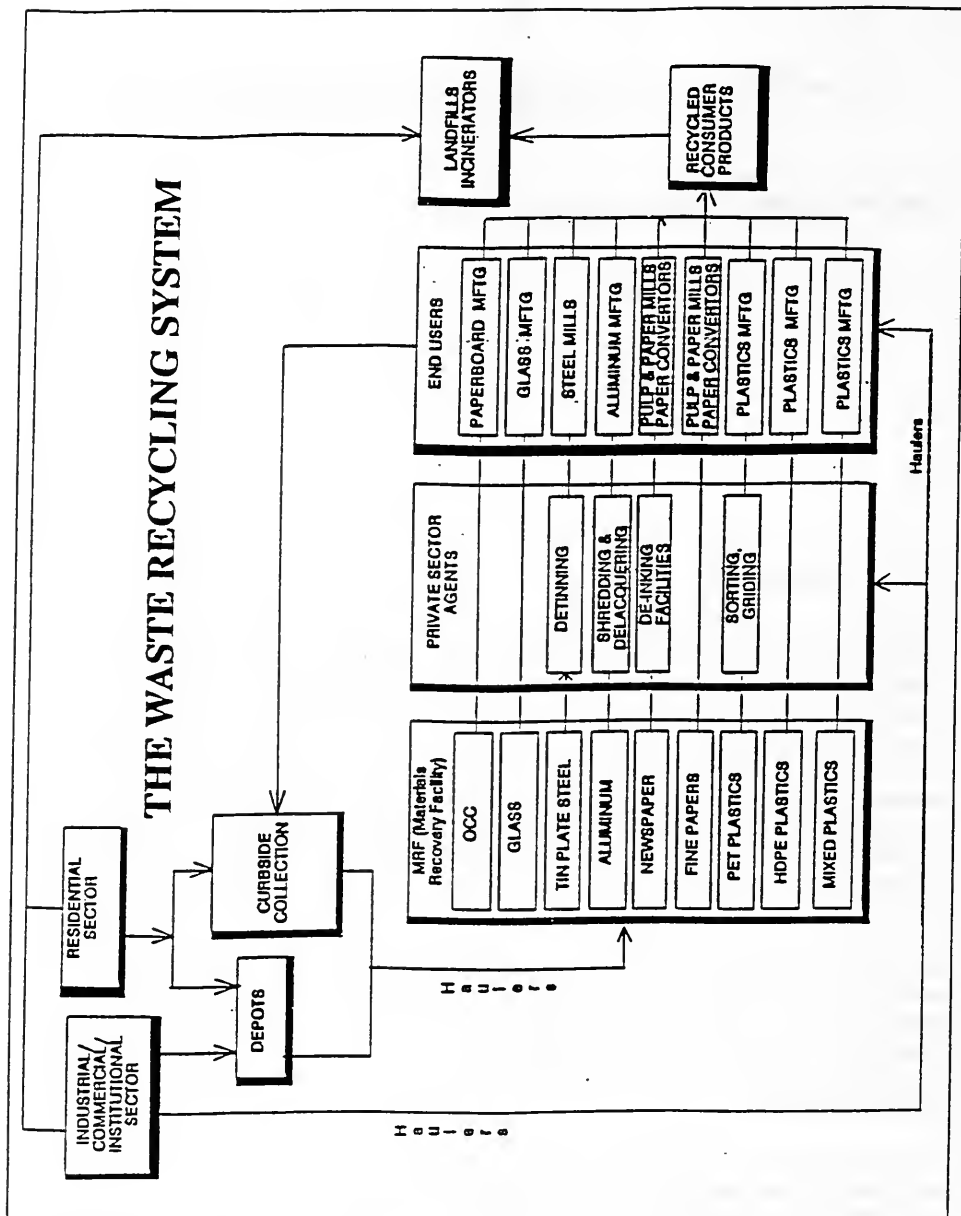 THE WASTE RECYCLING SYSTEM
INDUSTRIAL/
COMMERCIAL/
INSTITUTIONAL
SECTOR
RESIDENTIAL
SECTOR
DEPOTS
CURBSIDE
COLLECTION
Haulers
Haulers
MRF (Materials
Recovery Facility)
OCC
GLASS
TIN PLATE STEEL
ALUMINUM
NEWSPAPER
FINE PAPERS
PET PLASTICS
HDPE PLASTICS
MIXED PLASTICS
PRIVATE SECTOR
AGENTS
DETINNING
SHREDDING &
DELACQUERING
DE-INKING
FACILITIES
SORTING,
GRIDING
END USERS
PAPERBOARD MFTG
GLASS MFTG
STEEL MILLS
ALUMINUM MFTG
PULP & PAPER MILLS
PAPER CONVERTORS
PULP & PAPER MILLS
PAPER CONVERTORS
PLASTICS MFTG
PLASTICS MFTG
PLASTICS MFTG
Haulers
LANDFILLS
INCINERATORS
RECYCLED
CONSUMER
PRODUCTS